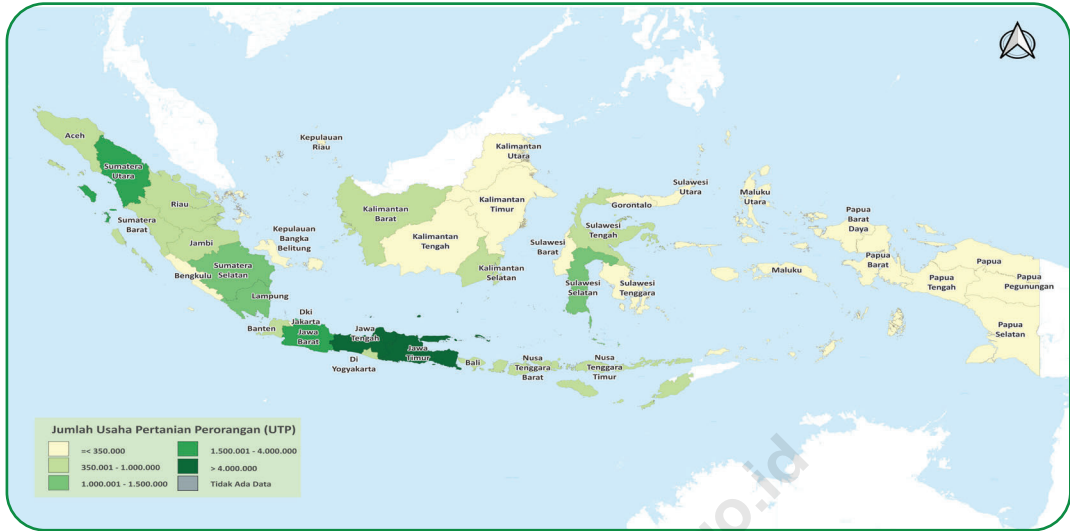 Aceh
Sumatera
Utara
Kepulauan
Riau
Riau
Sumatera
Barat
Jambi
Kepulauan
Bangka
Belitung
Sumatera
Selatan
Bengkulu
Lampung
Banten
Dki
Jakarta
Jawa
Barat
Jawa
Tengah
Di
Yogyakarta
Jawa
Timur
Bali
Nusa
Tenggara
Barat
Nusa
Tenggara
Timur
Kalimantan
Barat
Kalimantan
Tengah
Kalimantan
Selatan
Kalimantan
Timur
Kalimantan
Utara
Sulawesi
Utara
Gorontalo
Sulawesi
Tengah
Sulawesi
Barat
Sulawesi
Selatan
Sulawesi
Tenggara
Maluku
Utara
Maluku
Papua
Barat
Daya
Papua
Barat
Papua
Papua
Tengah
Papua
Pegunungan
Papua
Selatan
Jumlah Usaha Pertanian Perorangan (UTP)
=< 350.000
350.001 - 1.000.000
1.000.001 - 1.500.000
1.500.001 - 4.000.000
> 4.000.000
Tidak Ada Data
go.id